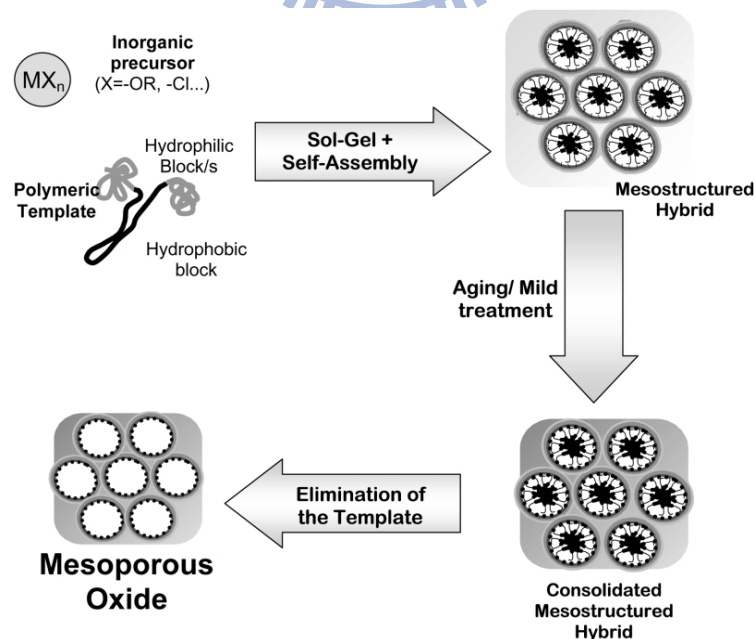 Inorganic
precursor
(X=-OR, -Cl...)
MXn
Hydrophilic
Block/s
Polymeric
Template
Hydrophobic
block
Sol-Gel +
Self-Assembly
Mesostructured
Hybrid
Aging/ Mild
treatment
Elimination of
the Template
Mesoporous
Oxide
Consolidated
Mesostructured
Hybrid